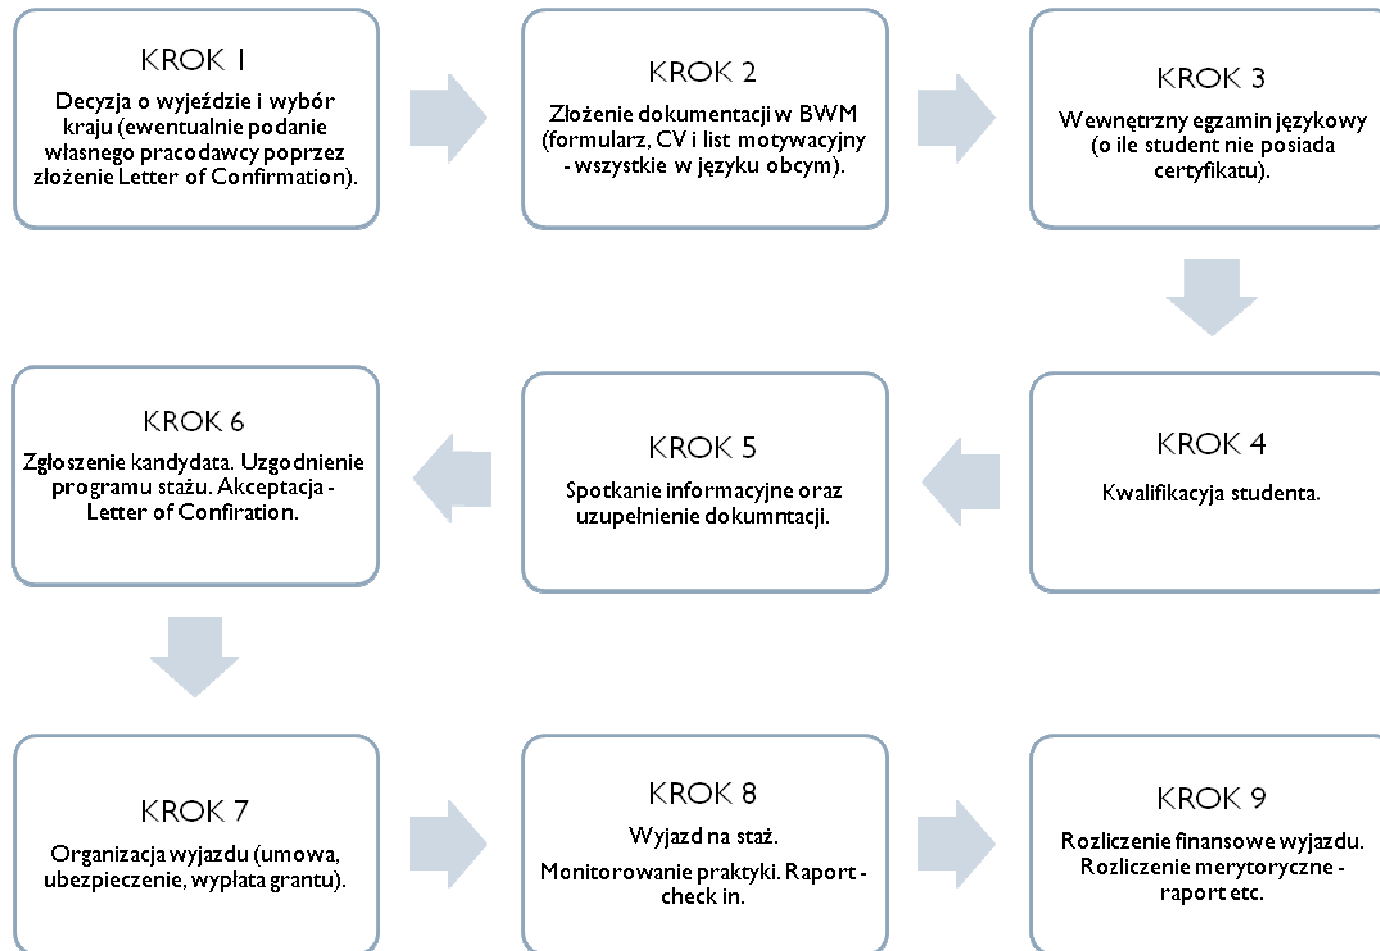 KROK 1
Decyzja o wyjeździe i wybór
kraju (ewentualnie podanie
własnego pracodawcy poprzez
złożenie Letter of Confirmation).
KROK 2
Złożenie dokumentacji w BWM
(formularz, CV i list motywacyjny
- wszystkie w języku obcym).
KROK 3
Wewnętrzny egzamin językowy
(o ile student nie posiada
certyfikatu).
KROK 4
Kwalifikacyja studenta.
KROK 5
Spotkanie informacyjne oraz
uzupełnienie dokumntacji.
KROK 6
Zgłoszenie kandydata. Uzgodnienie
programu stażu. Akceptacja -
Letter of Confiration.
KROK 7
Organizacja wyjazdu (umowa,
ubezpieczenie, wypłata grantu).
KROK 8
Wyjazd na staż.
Monitorowanie praktyki. Raport -
check in.
KROK 9
Rozliczenie finansowe wyjazdu.
Rozliczenie merytoryczne -
raport etc.